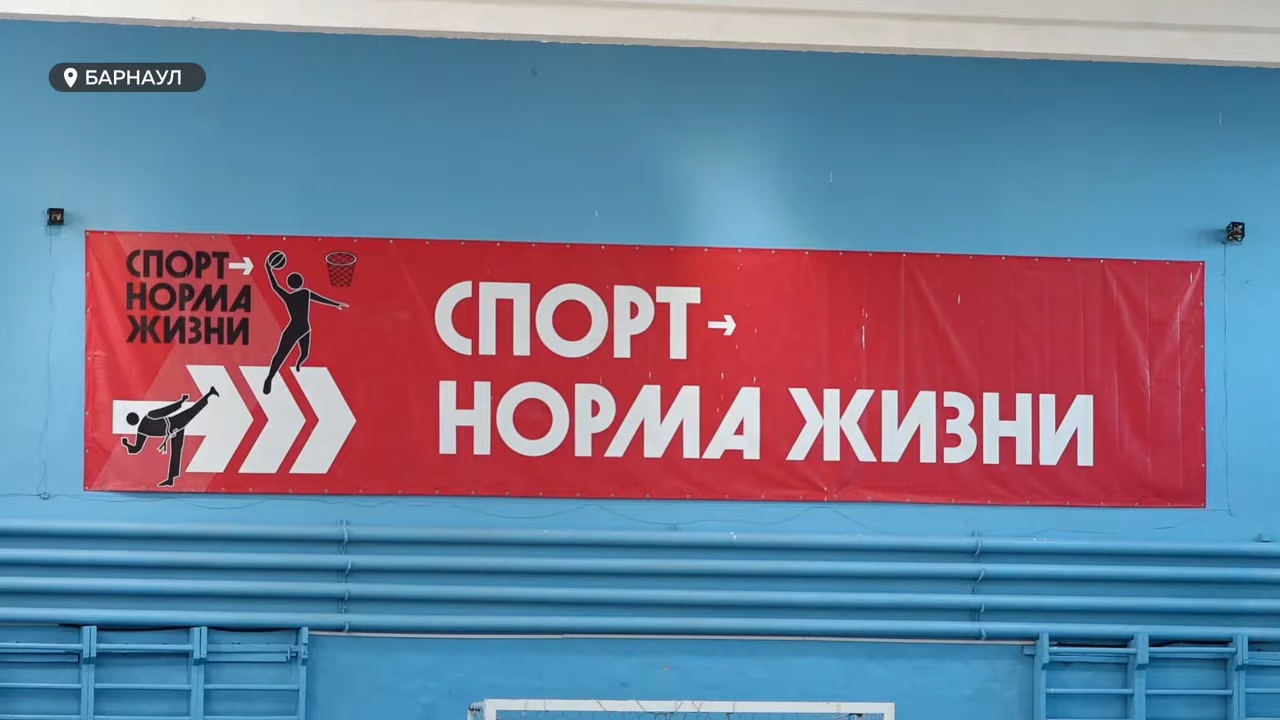 БАРНАУЛ
СПОРТ→
НОРМА
ЖИЗНИ
СПОРТ→
НОРМА ЖИЗНИ